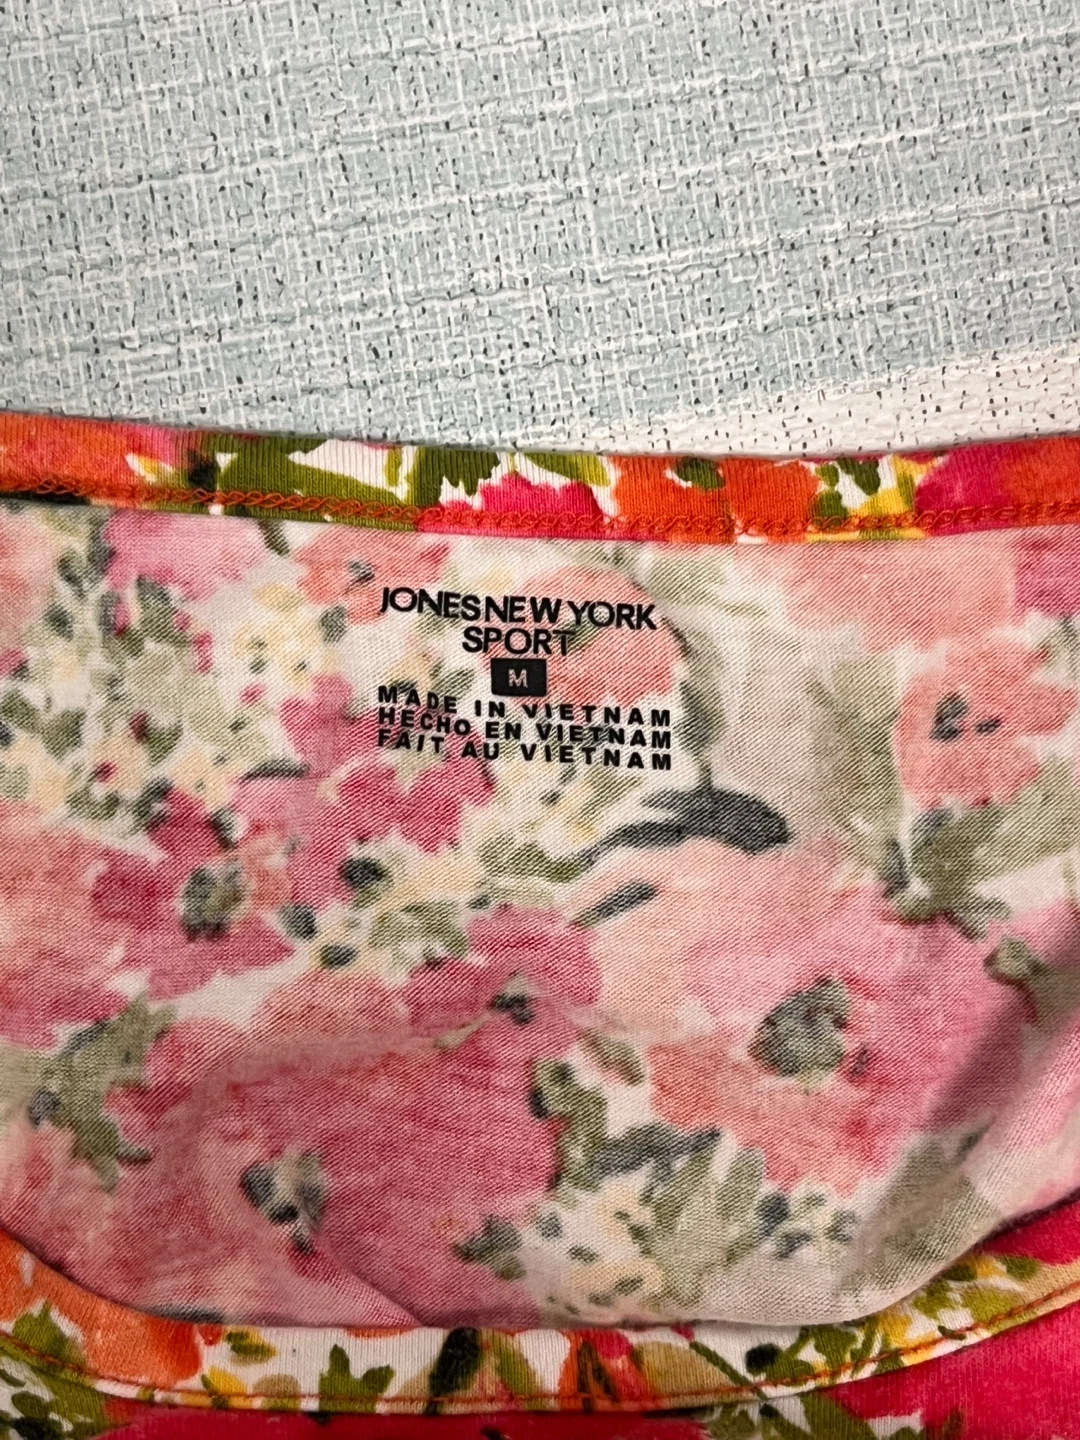 JONES NEW YORK
SPORT
M
MADE IN VIETNAM
HECHO EN VIETNAM
FAIT AU VIETNAM